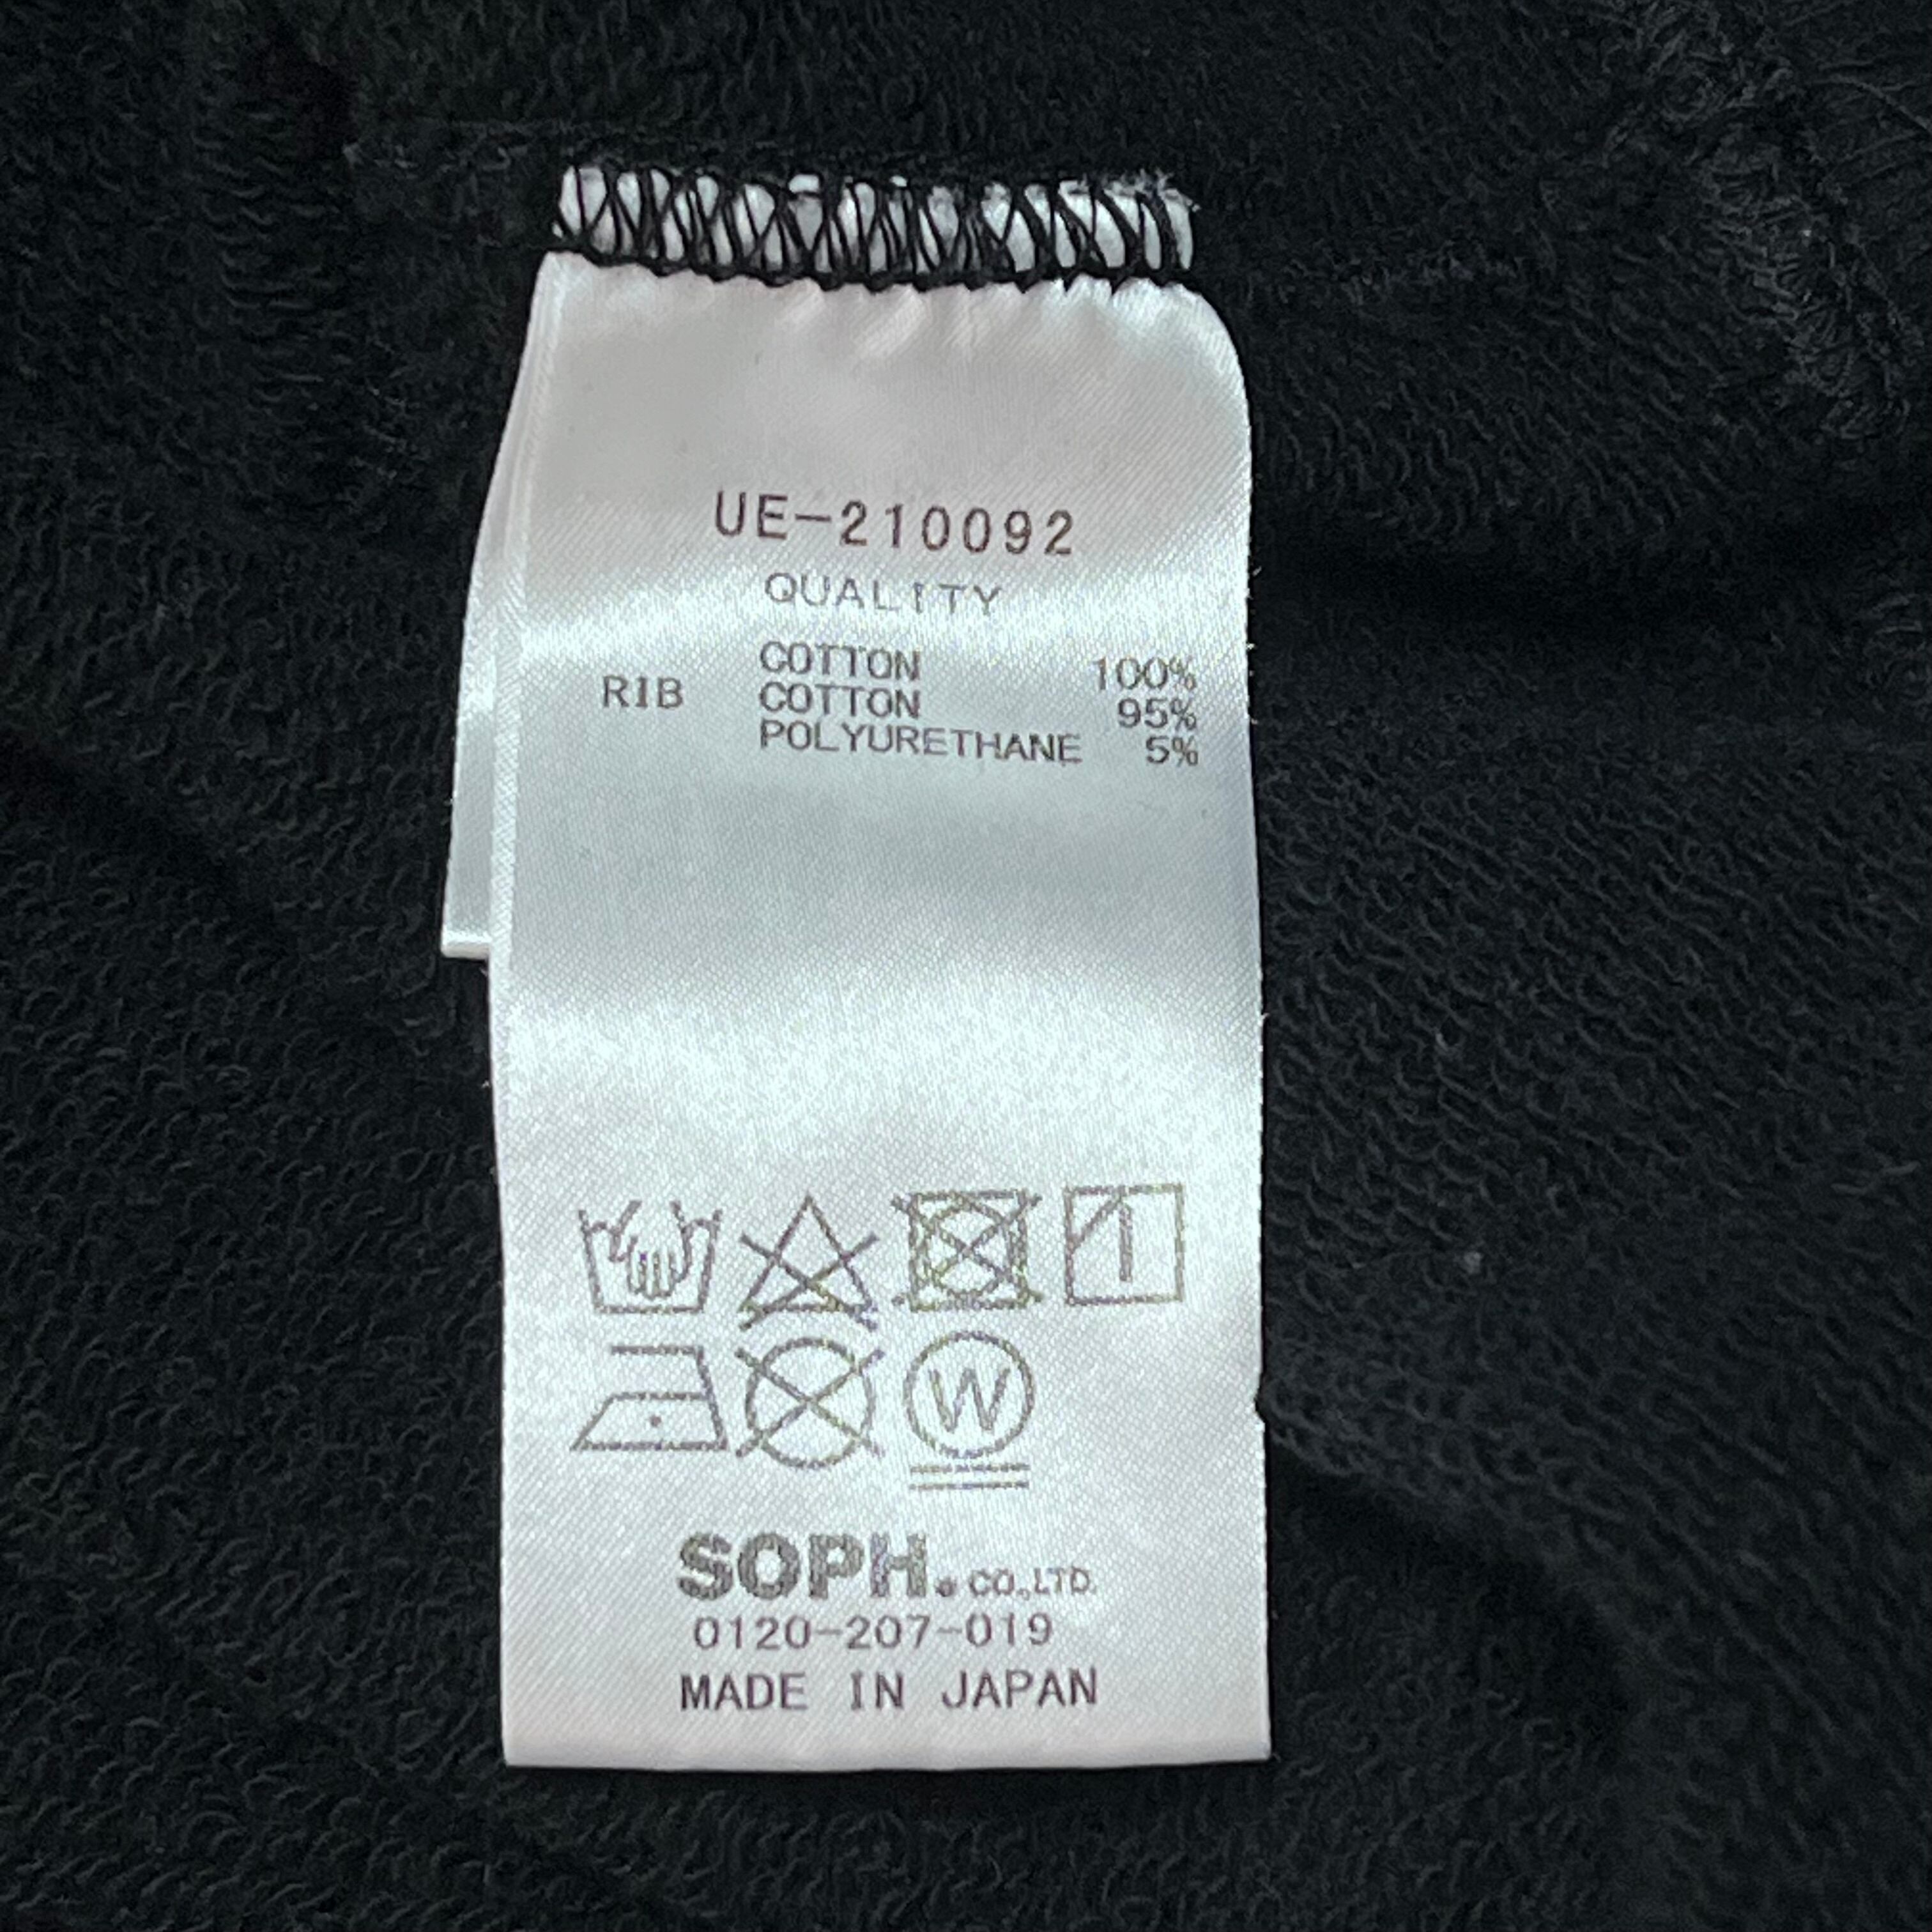 UE-210092
QUALITY
COTTON 100%
RIB COTTON 95%
POLYURETHANE 5%
W
SOPH. CO.,LTD.
0120-207-019
MADE IN JAPAN